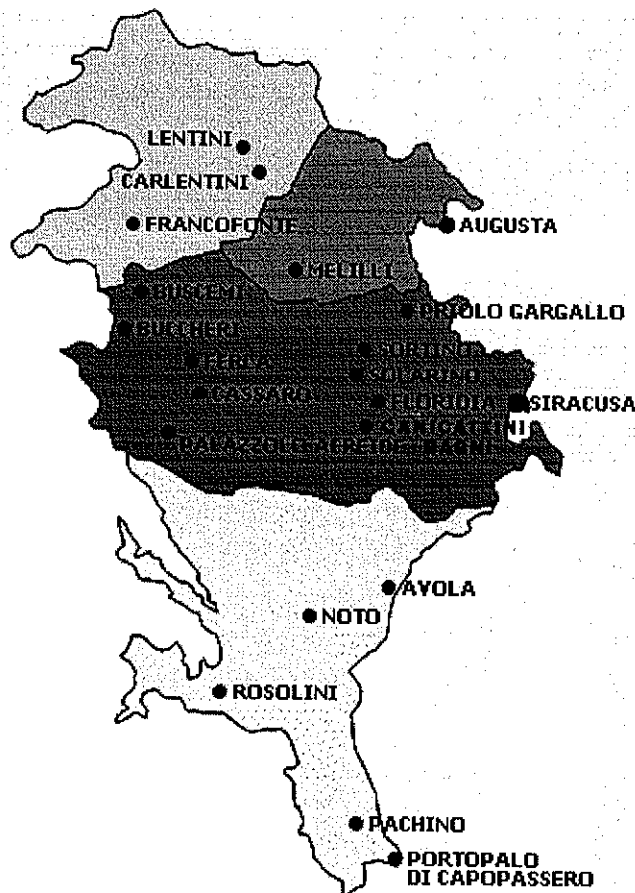 LENTINI
CARLENTINI
FRANCOFONTE
AUGUSTA
MELILLI
BUSCEMI
PRIOLO GARGALLO
BUCCHERI
SORTINO
FERLA
SOLARINO
CASSARO
FLORIDIA
SIRACUSA
CANICATTINI
BAGNI
PALAZZOLO ACREIDE
AVOLA
NOTO
ROSOLINI
PACHINO
PORTOPALO
DI CAPOPASSERO